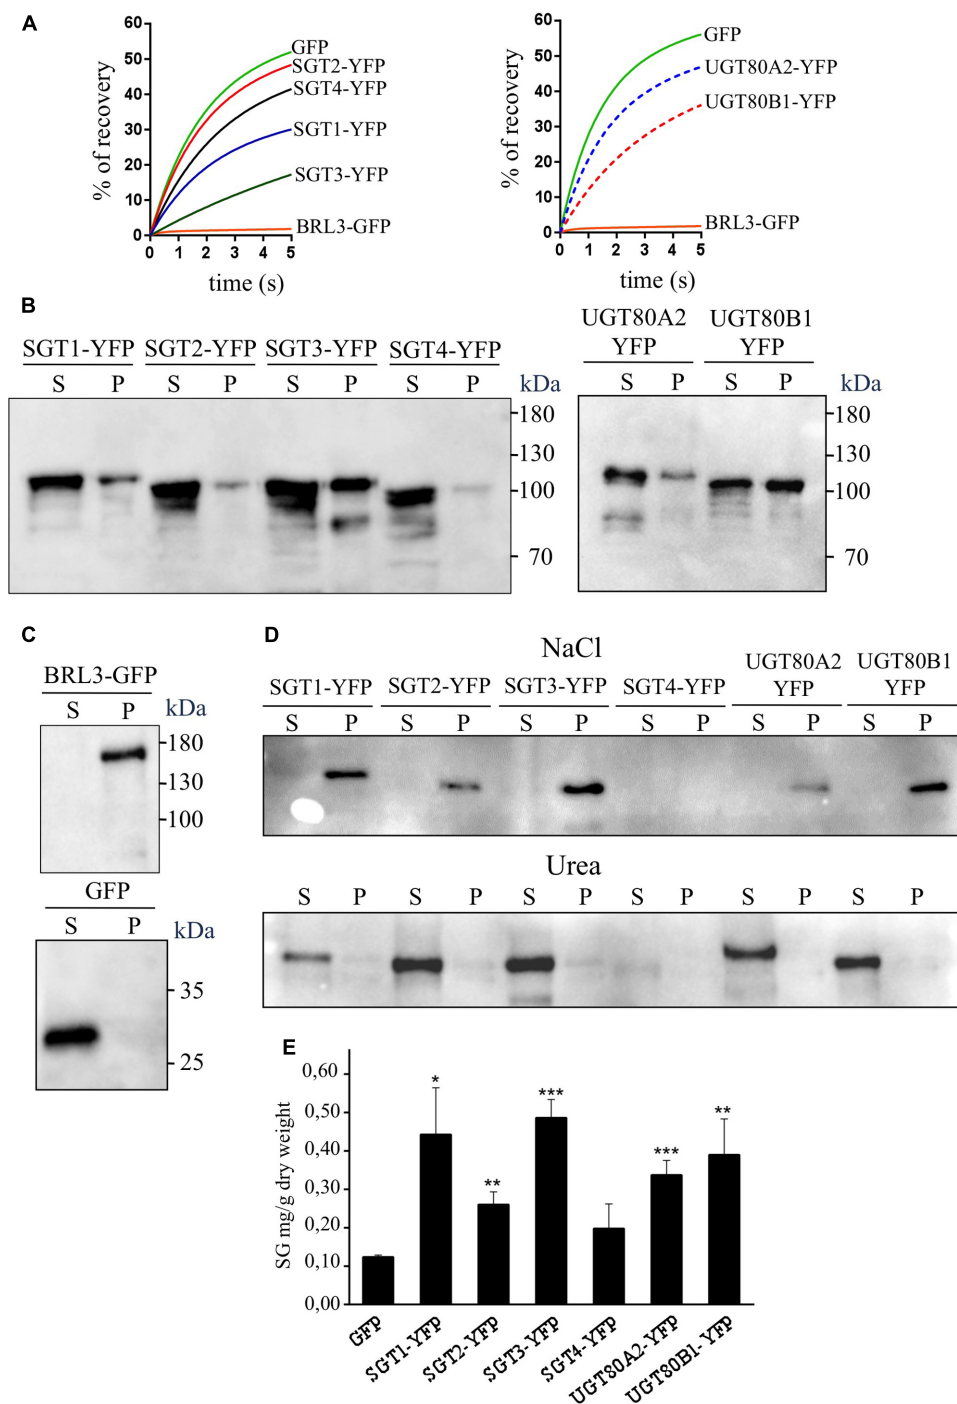 A
% of recovery
60
50
40
30
20
10
0
0 1 2 3 4 5
time (s)
GFP
SGT2-YFP
SGT4-YFP
SGT1-YFP
SGT3-YFP
BRL3-GFP
% of recovery
60
50
40
30
20
10
0
0 1 2 3 4 5
time (s)
GFP
UGT80A2-YFP
UGT80B1-YFP
BRL3-GFP
B
SGT1-YFP SGT2-YFP SGT3-YFP SGT4-YFP
S P S P S P S P kDa
180
130
100
70
UGT80A2 UGT80B1
YFP YFP
S P S P kDa
180
130
100
70
C
BRL3-GFP
S P kDa
180
130
100
GFP
S P kDa
35
25
D
NaCl
SGT1-YFP SGT2-YFP SGT3-YFP SGT4-YFP UGT80A2 YFP UGT80B1 YFP
S P S P S P S P S P S P
Urea
S P S P S P S P S P S P
E
SG mg/g dry weight
0,60
0,50
0,40
0,30
0,20
0,10
0,00
*
**
***
***
**
GFP
SGT1-YFP
SGT2-YFP
SGT3-YFP
SGT4-YFP
UGT80A2-YFP
UGT80B1-YFP